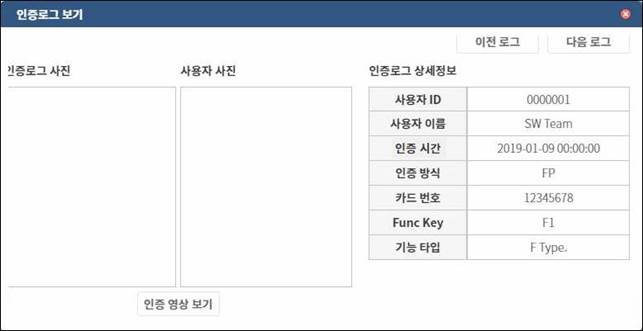 인증로그 보기
이전 로그 다음 로그
인증로그 사진 사용자 사진 인증로그 상세정보
사용자 ID 0000001
사용자 이름 SW Team
인증 시간 2019-01-09 00:00:00
인증 방식 FP
카드 번호 12345678
Func Key F1
기능 타입 F Type.
인증 영상 보기